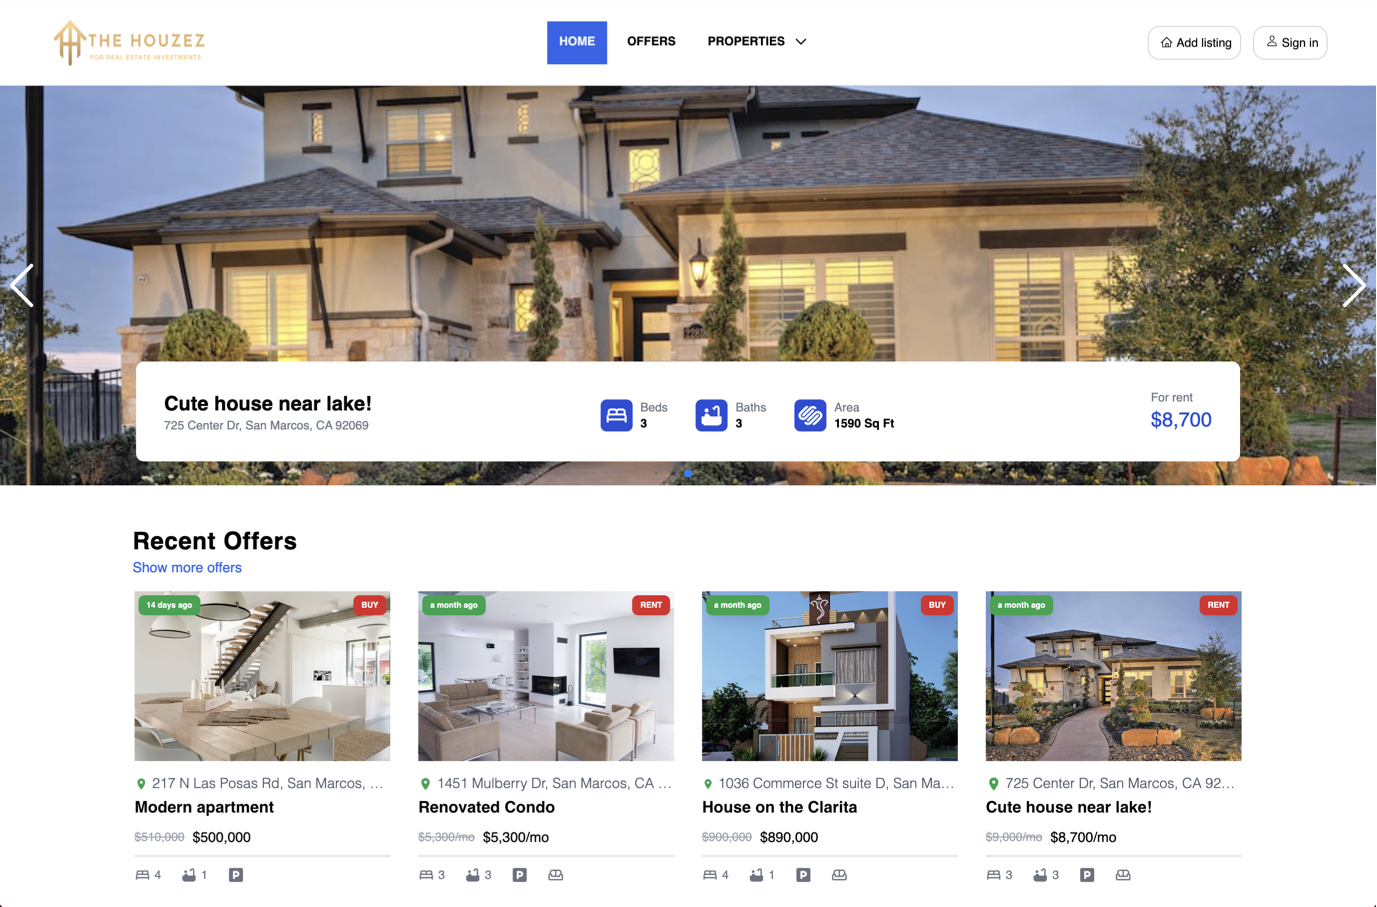 THE HOUZEZ
FOR REAL ESTATE INVESTMENTS
HOME
OFFERS
PROPERTIES
Add listing
Sign in
Cute house near lake!
725 Center Dr, San Marcos, CA 92069
Beds
3
Baths
3
Area
1590 Sq Ft
For rent
$8,700
Recent Offers
Show more offers
14 days ago
BUY
217 N Las Posas Rd, San Marcos, ...
Modern apartment
$510,000 $500,000
4 1 P
a month ago
RENT
1451 Mulberry Dr, San Marcos, CA ...
Renovated Condo
$5,300/mo $5,300/mo
3 3 P
a month ago
BUY
1036 Commerce St suite D, San Ma...
House on the Clarita
$900,000 $890,000
4 1 P
a month ago
RENT
725 Center Dr, San Marcos, CA 92...
Cute house near lake!
$9,000/mo $8,700/mo
3 3 P